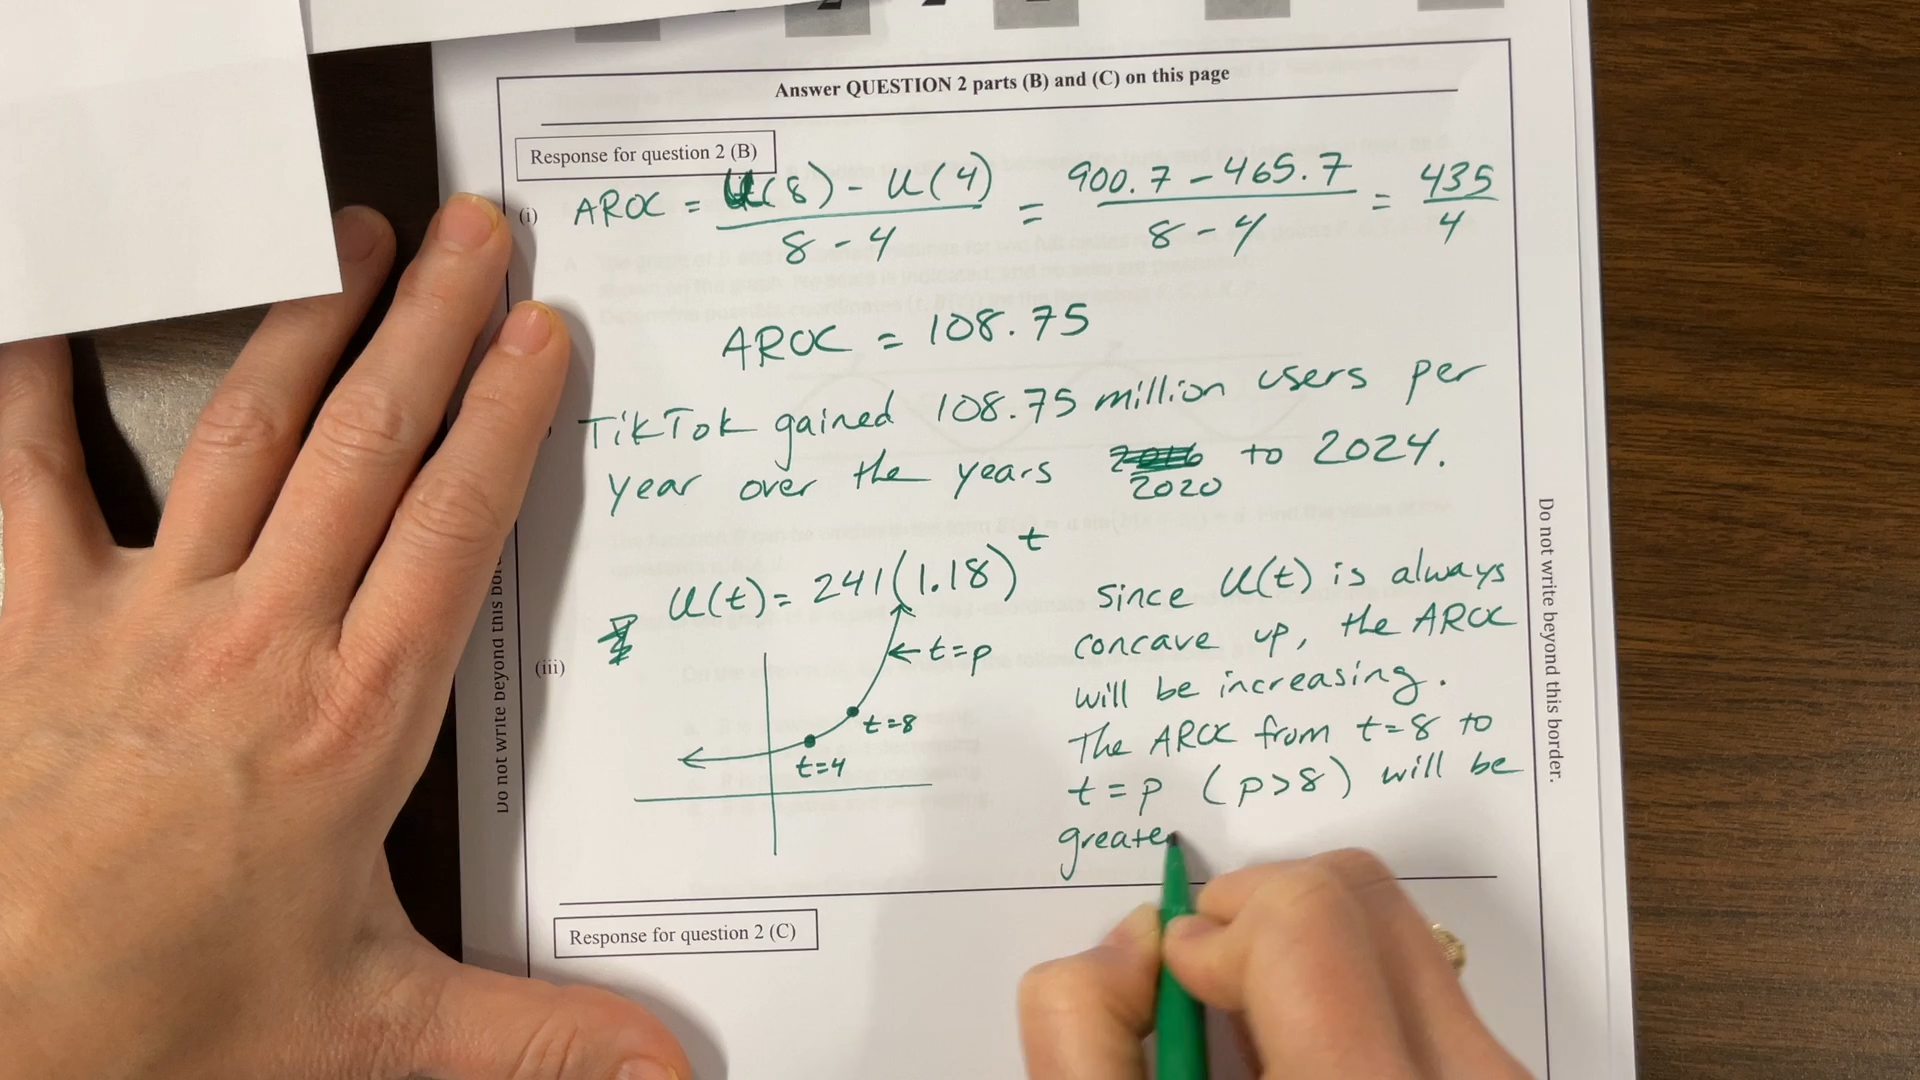 Answer QUESTION 2 parts (B) and (C) on this page
Response for question 2 (B)
(i) AROC = U(8) - U(4) / 8 - 4 = 900.7 - 465.7 / 8 - 4 = 435 / 4
AROC = 108.75
TikTok gained 108.75 million users per
year over the years 2016 to 2024.
2020
U(t) = 241(1.18)^t
(iii)
t=p
t=8
t=4
since U(t) is always
concave up, the AROC
will be increasing.
The AROC from t=8 to
t=p (p>8) will be
greater
Response for question 2 (C)
Do not write beyond this bor
Do not write beyond this border.